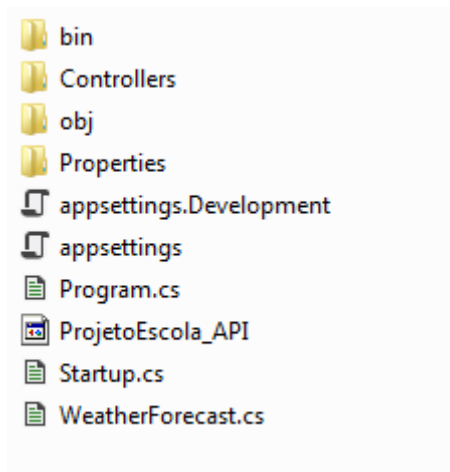 bin
Controllers
obj
Properties
appsettings.Development
appsettings
Program.cs
ProjetoEscola_API
Startup.cs
WeatherForecast.cs